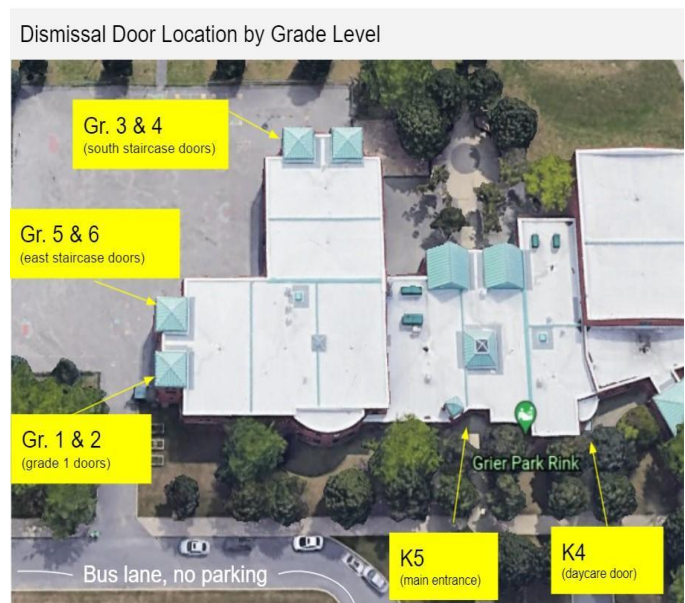 Dismissal Door Location by Grade Level
Gr. 3 & 4
(south staircase doors)
Gr. 5 & 6
(east staircase doors)
Gr. 1 & 2
(grade 1 doors)
Grier Park Rink
K5
(main entrance)
K4
(daycare door)
Bus lane, no parking